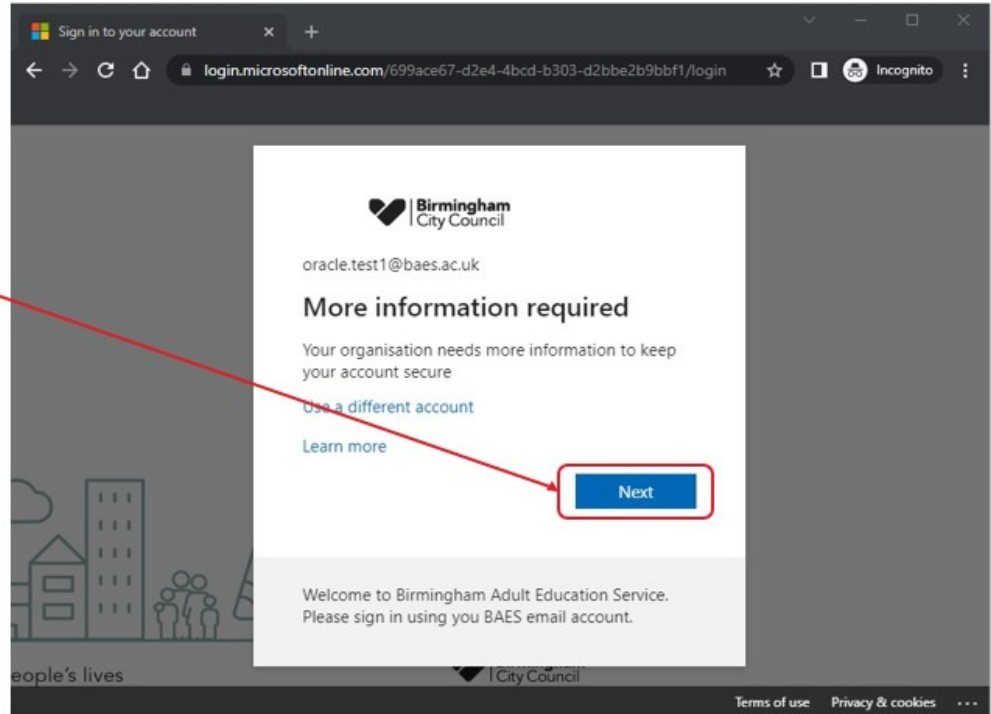 Sign in to your account
login.microsoftonline.com/699ace67-d2e4-4bcd-b303-d2bbe2b9bbf1/login
Incognito
Birmingham
City Council
oracle.test1@baes.ac.uk
More information required
Your organisation needs more information to keep
your account secure
Use a different account
Learn more
Next
Welcome to Birmingham Adult Education Service.
Please sign in using you BAES email account.
eople's lives
City Council
Terms of use Privacy & cookies ...